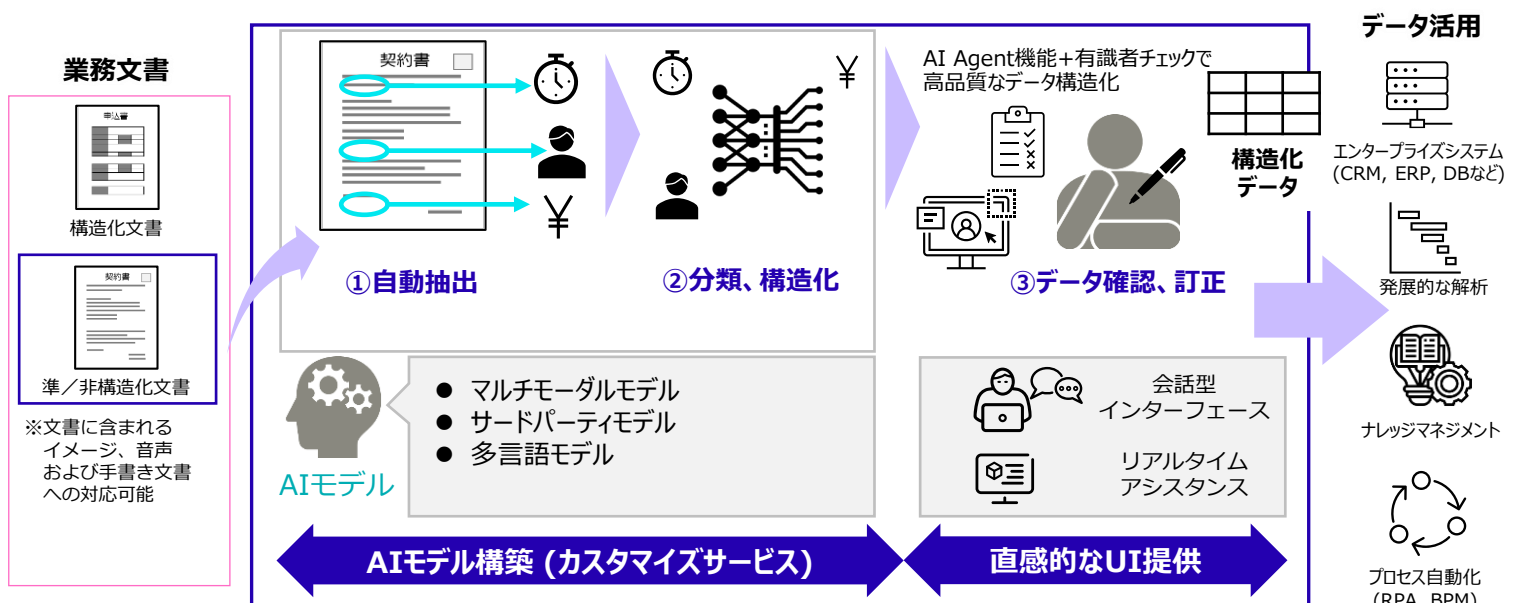 業務文書
申込書
構造化文書
契約書
準／非構造化文書
※文書に含まれる
イメージ、音声
および手書き文書
への対応可能
契約書
¥
①自動抽出
¥
②分類、構造化
AI Agent機能+有識者チェックで
高品質なデータ構造化
③データ確認、訂正
構造化
データ
AIモデル
● マルチモーダルモデル
● サードパーティモデル
● 多言語モデル
会話型
インターフェース
リアルタイム
アシスタンス
AIモデル構築 (カスタマイズサービス)
直感的なUI提供
データ活用
エンタープライズシステム
(CRM, ERP, DBなど)
発展的な解析
ナレッジマネジメント
プロセス自動化
(RPA, BPM)